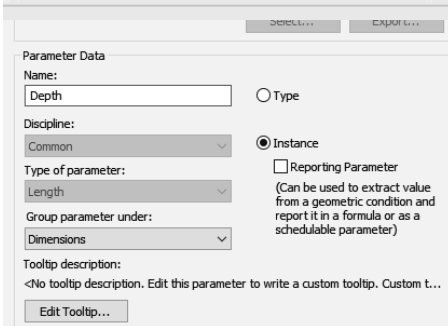 Select... Export...
Parameter Data
Name:
Depth
Type
Discipline:
Common
Instance
Reporting Parameter
Type of parameter:
Length
(Can be used to extract value
from a geometric condition and
report it in a formula or as a
schedulable parameter)
Group parameter under:
Dimensions
Tooltip description:
<No tooltip description. Edit this parameter to write a custom tooltip. Custom t...
Edit Tooltip...